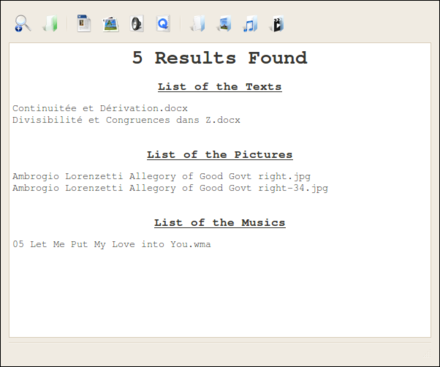 5 Results Found
List of the Texts
Continuitée et Dérivation.docx
Divisibilité et Congruences dans Z.docx
List of the Pictures
Ambrogio Lorenzetti Allegory of Good Govt right.jpg
Ambrogio Lorenzetti Allegory of Good Govt right-34.jpg
List of the Musics
05 Let Me Put My Love into You.wma